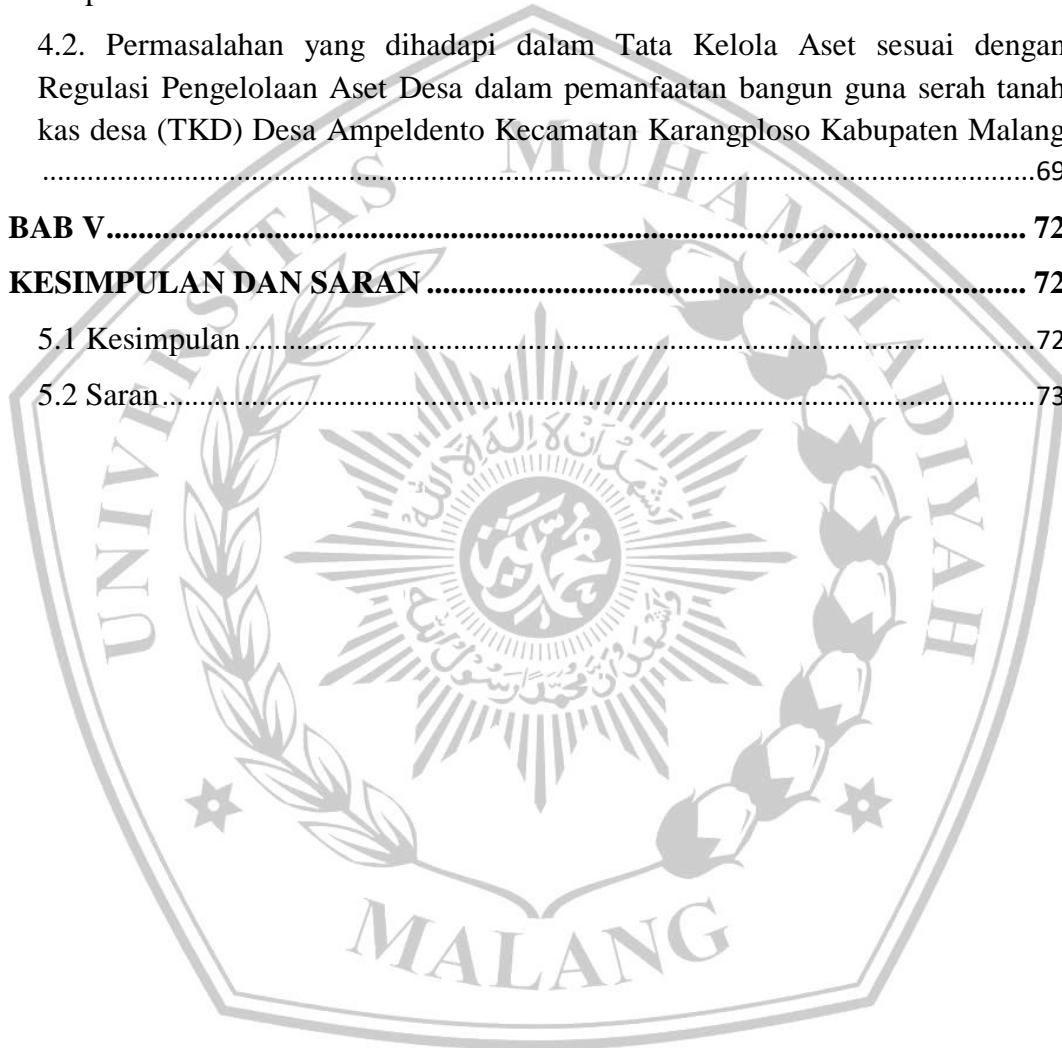 4.2. Permasalahan yang dihadapi dalam Tata Kelola Aset sesuai dengan
Regulasi Pengelolaan Aset Desa dalam pemanfaatan bangun guna serah tanah
kas desa (TKD) Desa Ampeldento Kecamatan Karangploso Kabupaten Malang
....................................................................................................................................69
BAB V.................................................................................................................. 72
KESIMPULAN DAN SARAN .......................................................................... 72
5.1 Kesimpulan.....................................................................................................72
5.2 Saran...............................................................................................................73
UNIVERSITAS MUHAMMADIYAH
MALANG